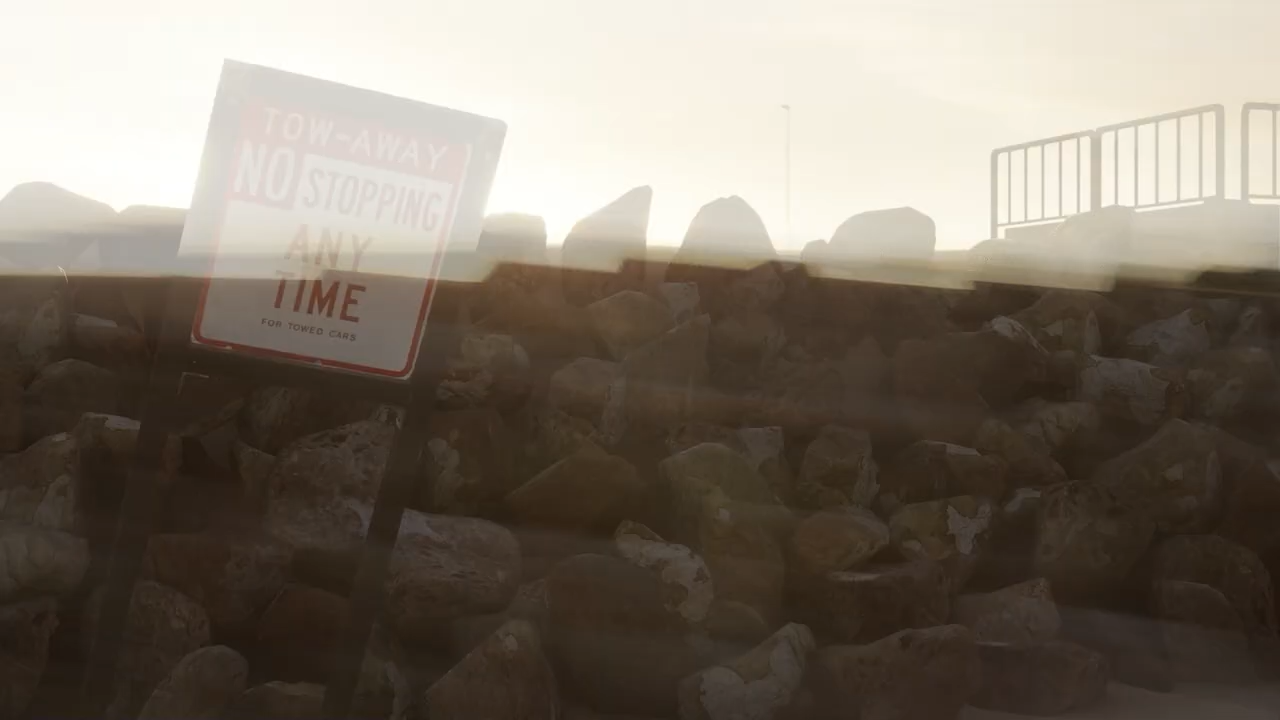 TOW-AWAY
NO STOPPING
ANY
TIME
FOR TOWED CARS